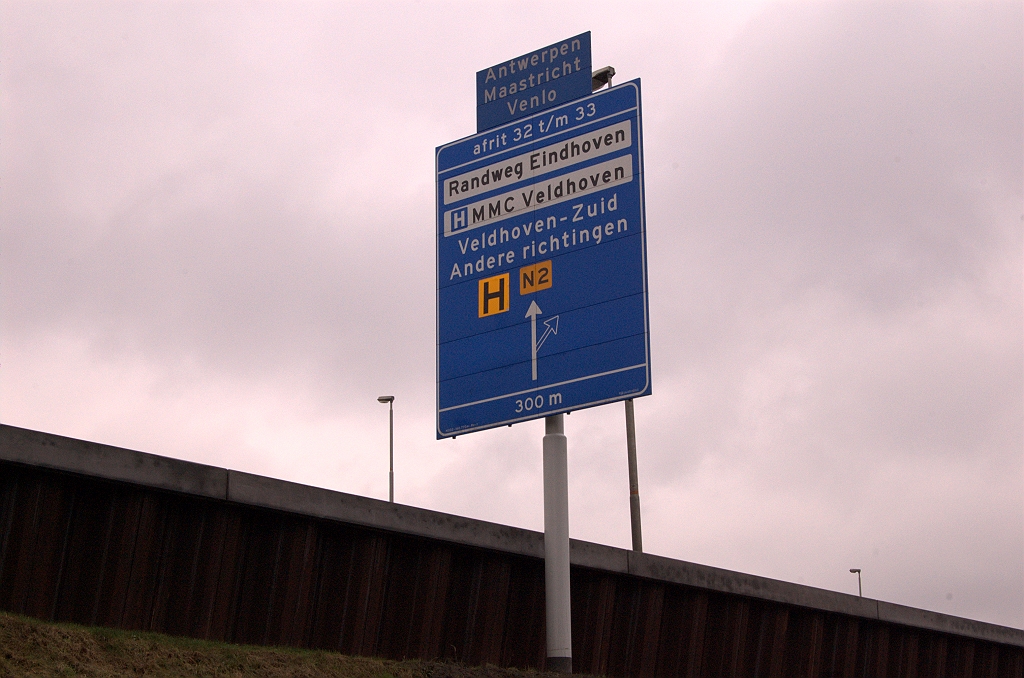 Antwerpen
Maastricht
Venlo
afrit 32 t/m 33
Randweg Eindhoven
H MMC Veldhoven
Veldhoven-Zuid
Andere richtingen
H N2
300 m